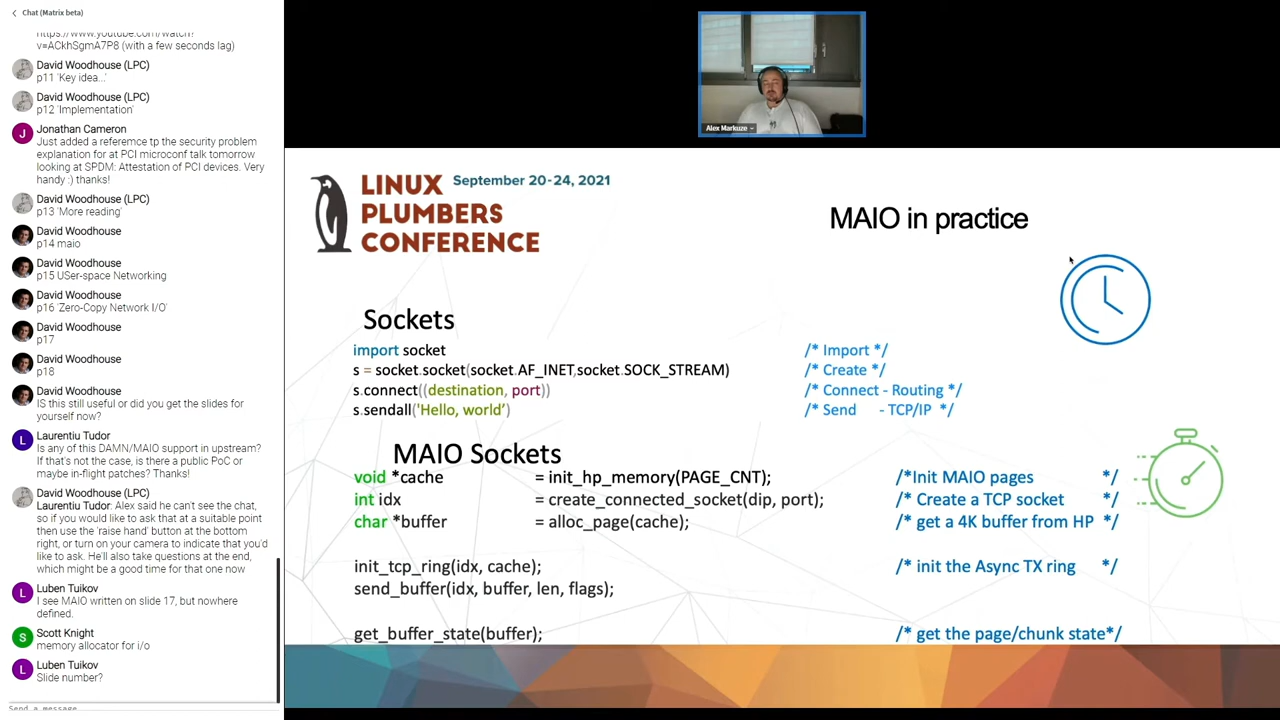 Chat (Matrix beta)
https://www.youtube.com/watch?
v=ACkhSgmA7P8 (with a few seconds lag)
David Woodhouse (LPC)
p11 'Key idea...'
David Woodhouse (LPC)
p12 'Implementation'
J
Jonathan Cameron
Just added a reference tp the security problem
explanation for at PCI microconf talk tomorrow
looking at SPDM: Attestation of PCI devices. Very
handy :) thanks!
David Woodhouse (LPC)
p13 'More reading'
David Woodhouse
p14 maio
David Woodhouse
p15 USer-space Networking
David Woodhouse
p16 'Zero-Copy Network I/O'
David Woodhouse
p17
David Woodhouse
p18
David Woodhouse
IS this still useful or did you get the slides for
yourself now?
L
Laurentiu Tudor
Is any of this DAMN/MAIO support in upstream?
If that's not the case, is there a public PoC or
maybe in-flight patches? Thanks!
David Woodhouse (LPC)
Laurentiu Tudor: Alex said he can't see the chat,
so if you would like to ask that at a suitable point
then use the 'raise hand' button at the bottom
right, or turn on your camera to indicate that you'd
like to ask. He'll also take questions at the end,
which might be a good time for that one now
L
Luben Tuikov
I see MAIO written on slide 17, but nowhere
defined.
S
Scott Knight
memory allocator for i/o
L
Luben Tuikov
Slide number?
Send a message
Alex Markuze
LINUX
PLUMBERS
CONFERENCE
September 20-24, 2021
MAIO in practice
Sockets
import socket /* Import */
s = socket.socket(socket.AF_INET,socket.SOCK_STREAM) /* Create */
s.connect((destination, port)) /* Connect - Routing */
s.sendall('Hello, world') /* Send - TCP/IP */
MAIO Sockets
void *cache = init_hp_memory(PAGE_CNT); /*Init MAIO pages */
int idx = create_connected_socket(dip, port); /* Create a TCP socket */
char *buffer = alloc_page(cache); /* get a 4K buffer from HP */
init_tcp_ring(idx, cache); /* init the Async TX ring */
send_buffer(idx, buffer, len, flags);
get_buffer_state(buffer); /* get the page/chunk state*/